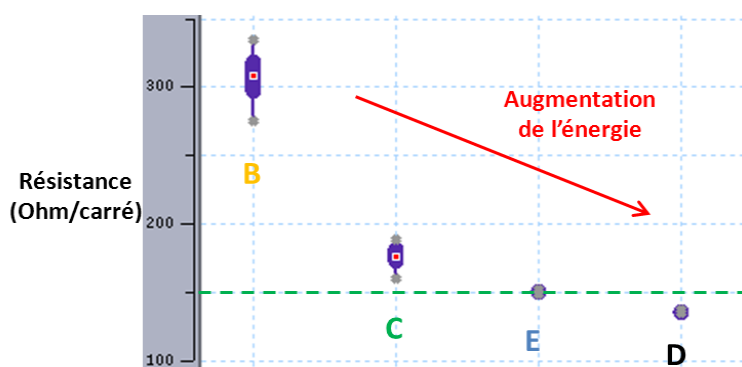 300
Augmentation
de l’énergie
B
Résistance
(Ohm/carré)
200
C
E
D
100